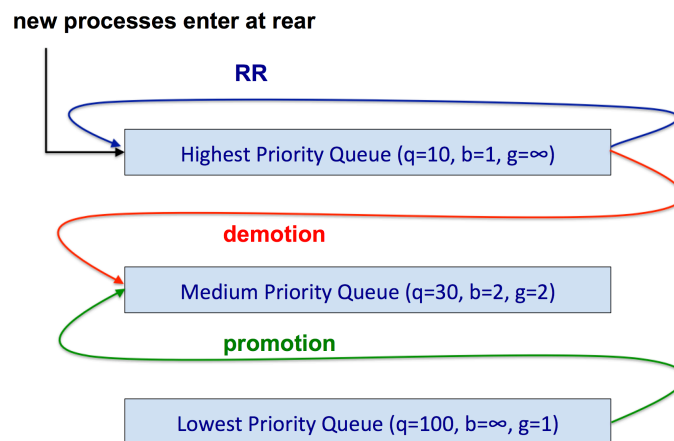 new processes enter at rear
RR
Highest Priority Queue (q=10, b=1, g=∞)
demotion
Medium Priority Queue (q=30, b=2, g=2)
promotion
Lowest Priority Queue (q=100, b=∞, g=1)